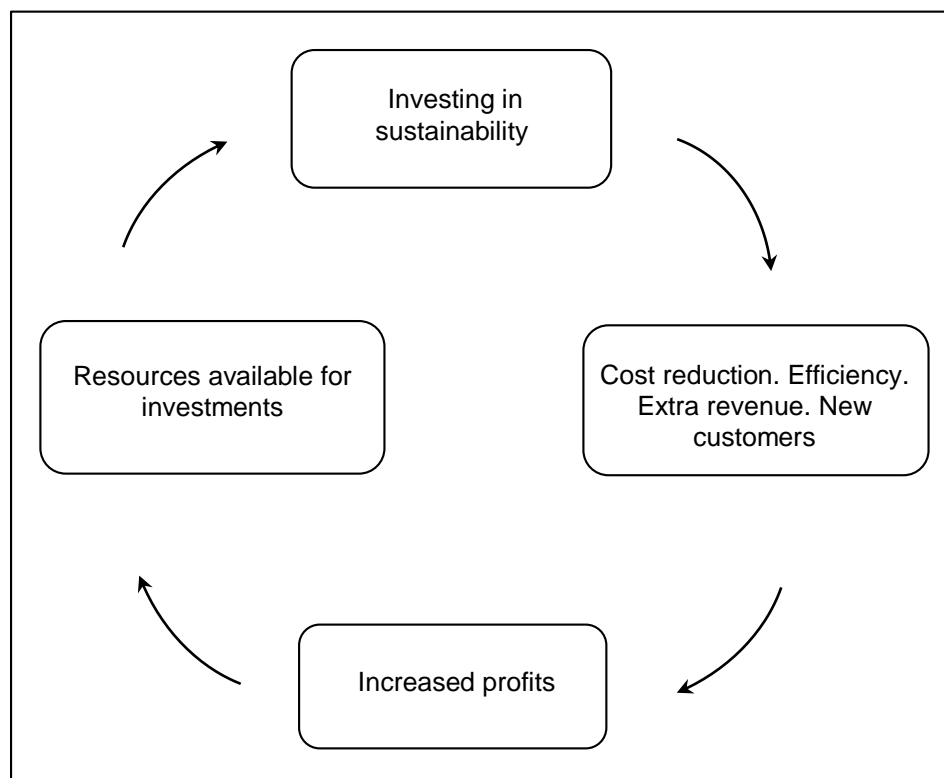 Investing in
sustainability
Resources available for
investments
Cost reduction. Efficiency.
Extra revenue. New
customers
Increased profits